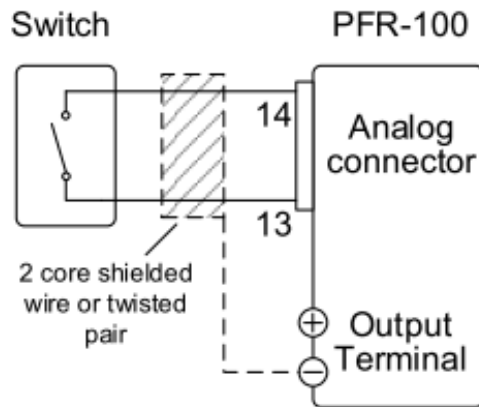 Switch
PFR-100
14
Analog
connector
13
2 core shielded
wire or twisted
pair
+
Output
Terminal
−